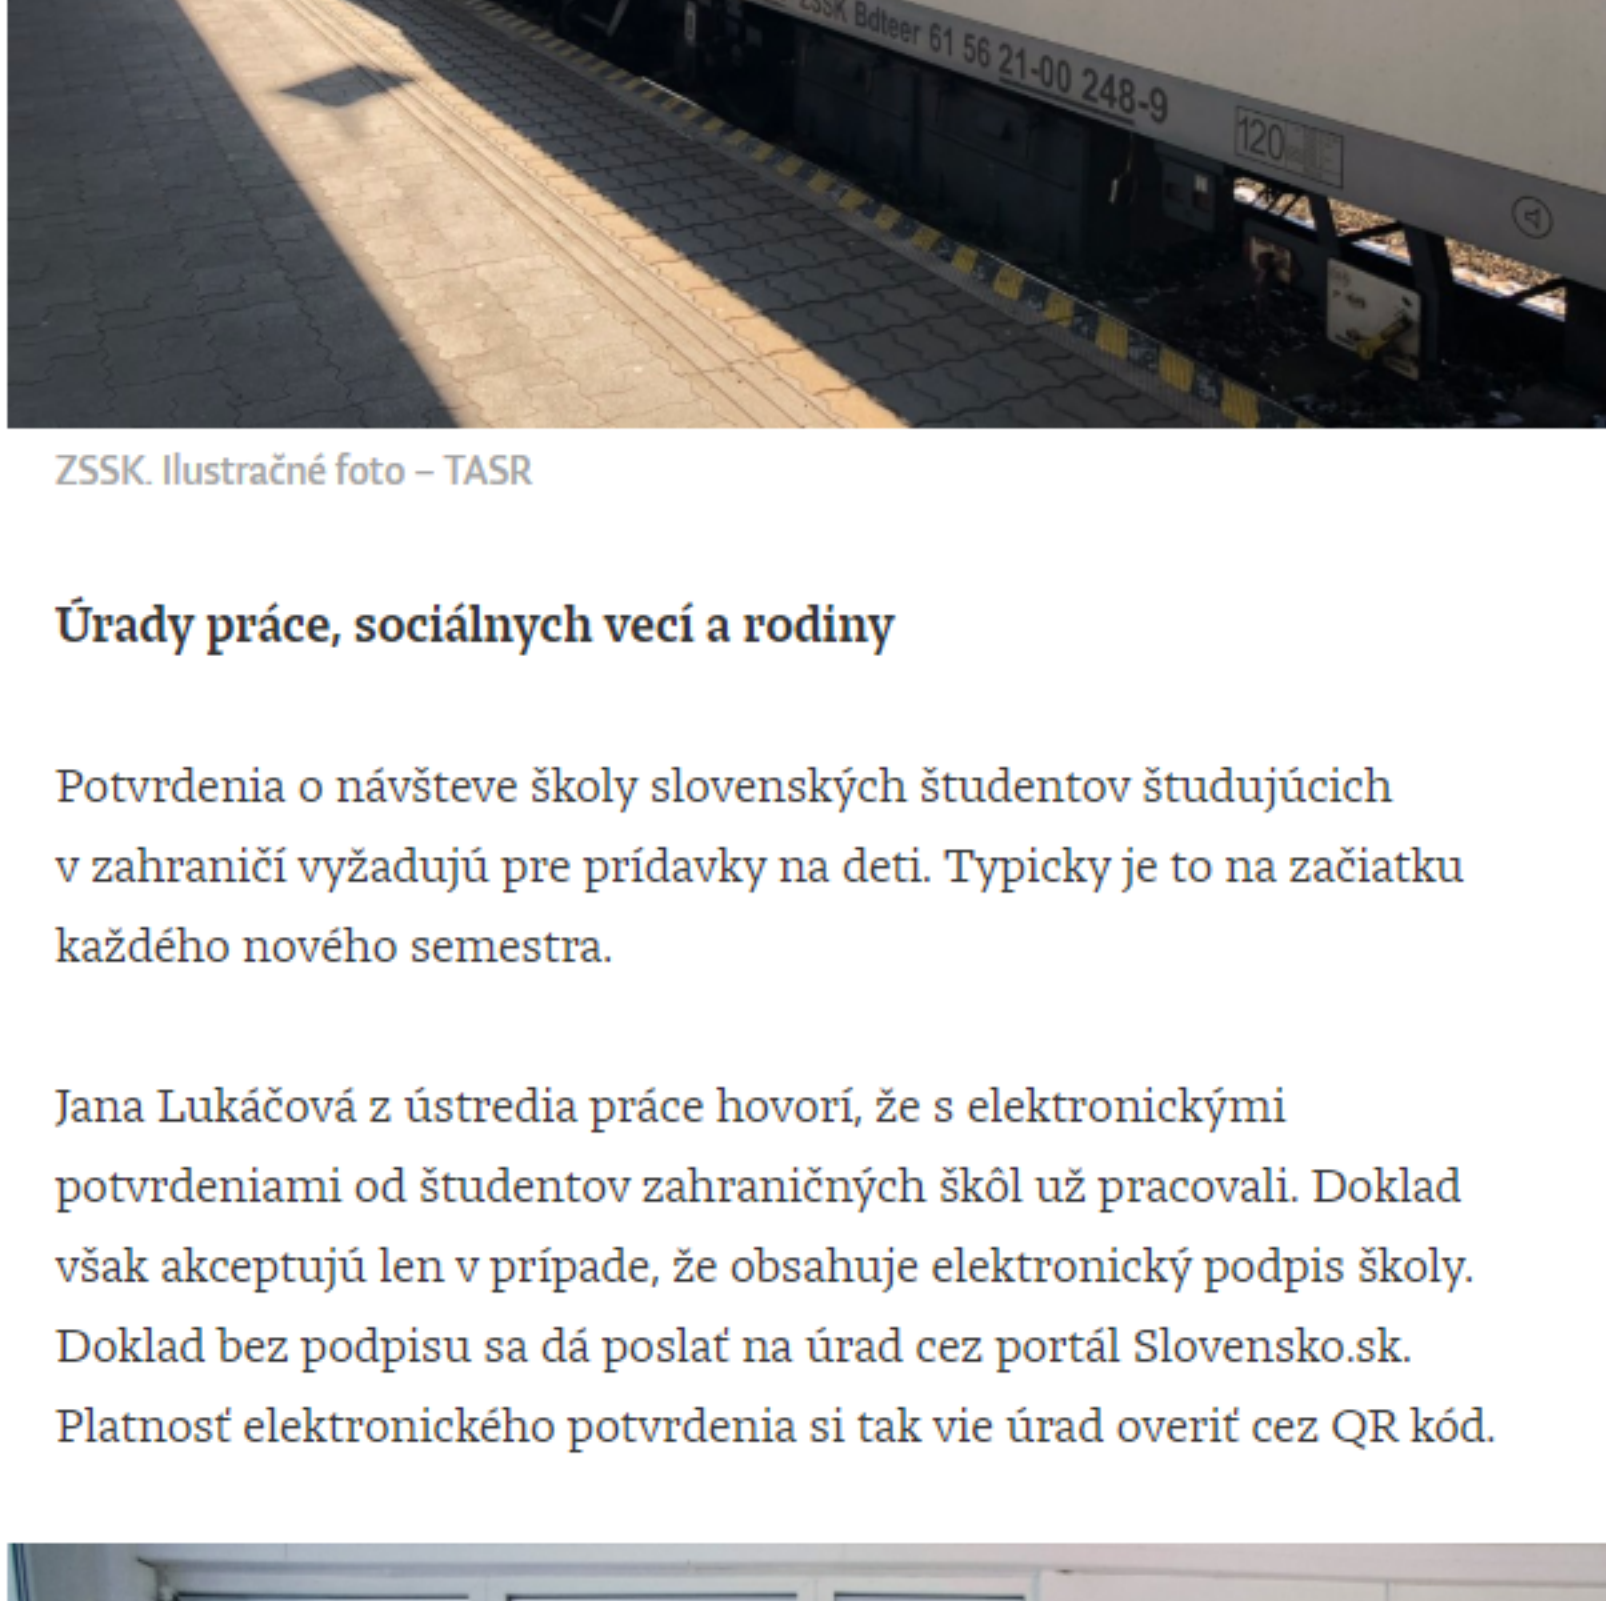 ZSSK Bdteer 61 56 21-00 248-9
120
ZSSK. Ilustračné foto – TASR
Úrady práce, sociálnych vecí a rodiny
Potvrdenia o návšteve školy slovenských študentov študujúcich
v zahraničí vyžadujú pre prídavky na deti. Typicky je to na začiatku
každého nového semestra.
Jana Lukáčová z ústredia práce hovorí, že s elektronickými
potvrdeniami od študentov zahraničných škôl už pracovali. Doklad
však akceptujú len v prípade, že obsahuje elektronický podpis školy.
Doklad bez podpisu sa dá poslať na úrad cez portál Slovensko.sk.
Platnosť elektronického potvrdenia si tak vie úrad overiť cez QR kód.